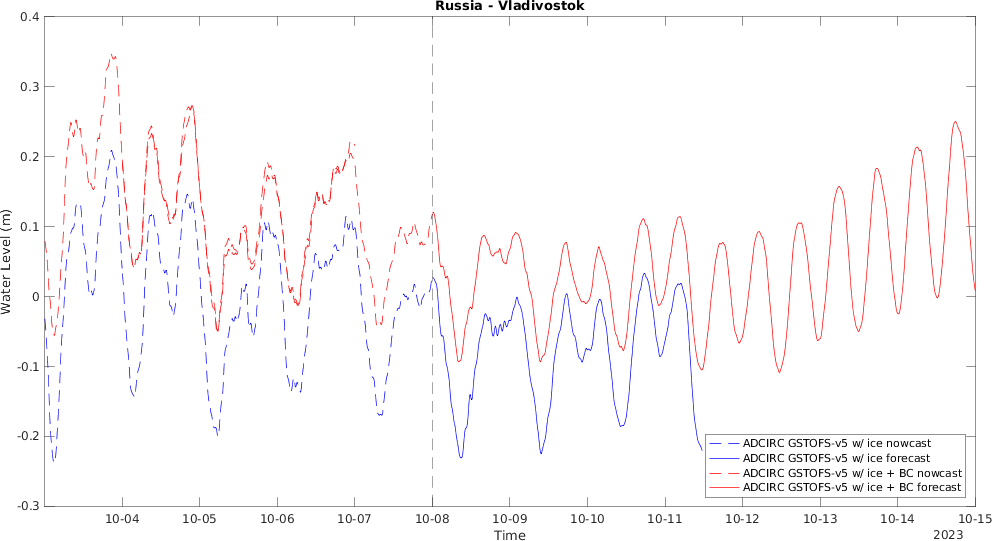 Russia - Vladivostok
Water Level (m)
0.4
0.3
0.2
0.1
0
-0.1
-0.2
-0.3
ADCIRC GSTOFS-v5 w/ ice nowcast
ADCIRC GSTOFS-v5 w/ ice forecast
ADCIRC GSTOFS-v5 w/ ice + BC nowcast
ADCIRC GSTOFS-v5 w/ ice + BC forecast
10-04 10-05 10-06 10-07 10-08 10-09 10-10 10-11 10-12 10-13 10-14 10-15
Time
2023